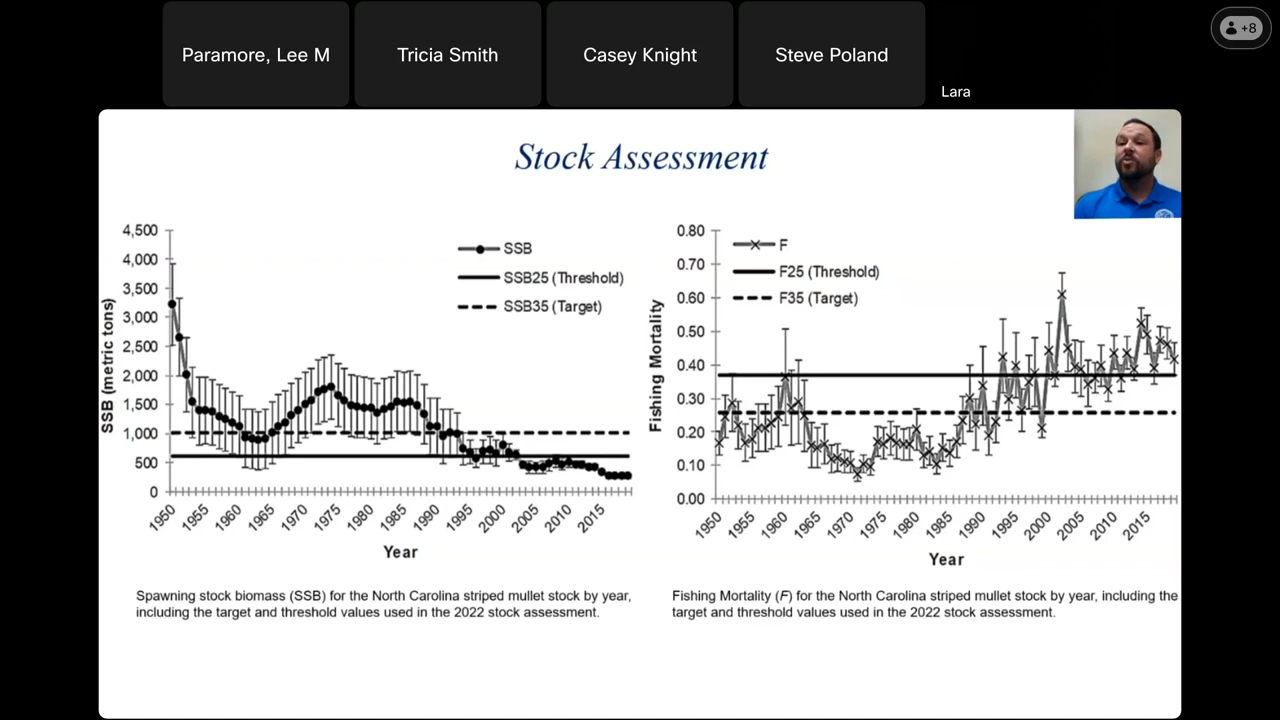 Paramore, Lee M
Tricia Smith
Casey Knight
Steve Poland
+8
Lara
Stock Assessment
4,500
4,000
3,500
3,000
2,500
2,000
1,500
1,000
500
0
SSB (metric tons)
SSB
SSB25 (Threshold)
SSB35 (Target)
1950
1955
1960
1965
1970
1975
1980
1985
1990
1995
2000
2005
2010
2015
Year
0.80
0.70
0.60
0.50
0.40
0.30
0.20
0.10
0.00
Fishing Mortality
F
F25 (Threshold)
F35 (Target)
1950
1955
1960
1965
1970
1975
1980
1985
1990
1995
2000
2005
2010
2015
Year
Spawning stock biomass (SSB) for the North Carolina striped mullet stock by year,
including the target and threshold values used in the 2022 stock assessment.
Fishing Mortality (F) for the North Carolina striped mullet stock by year, including the
target and threshold values used in the 2022 stock assessment.